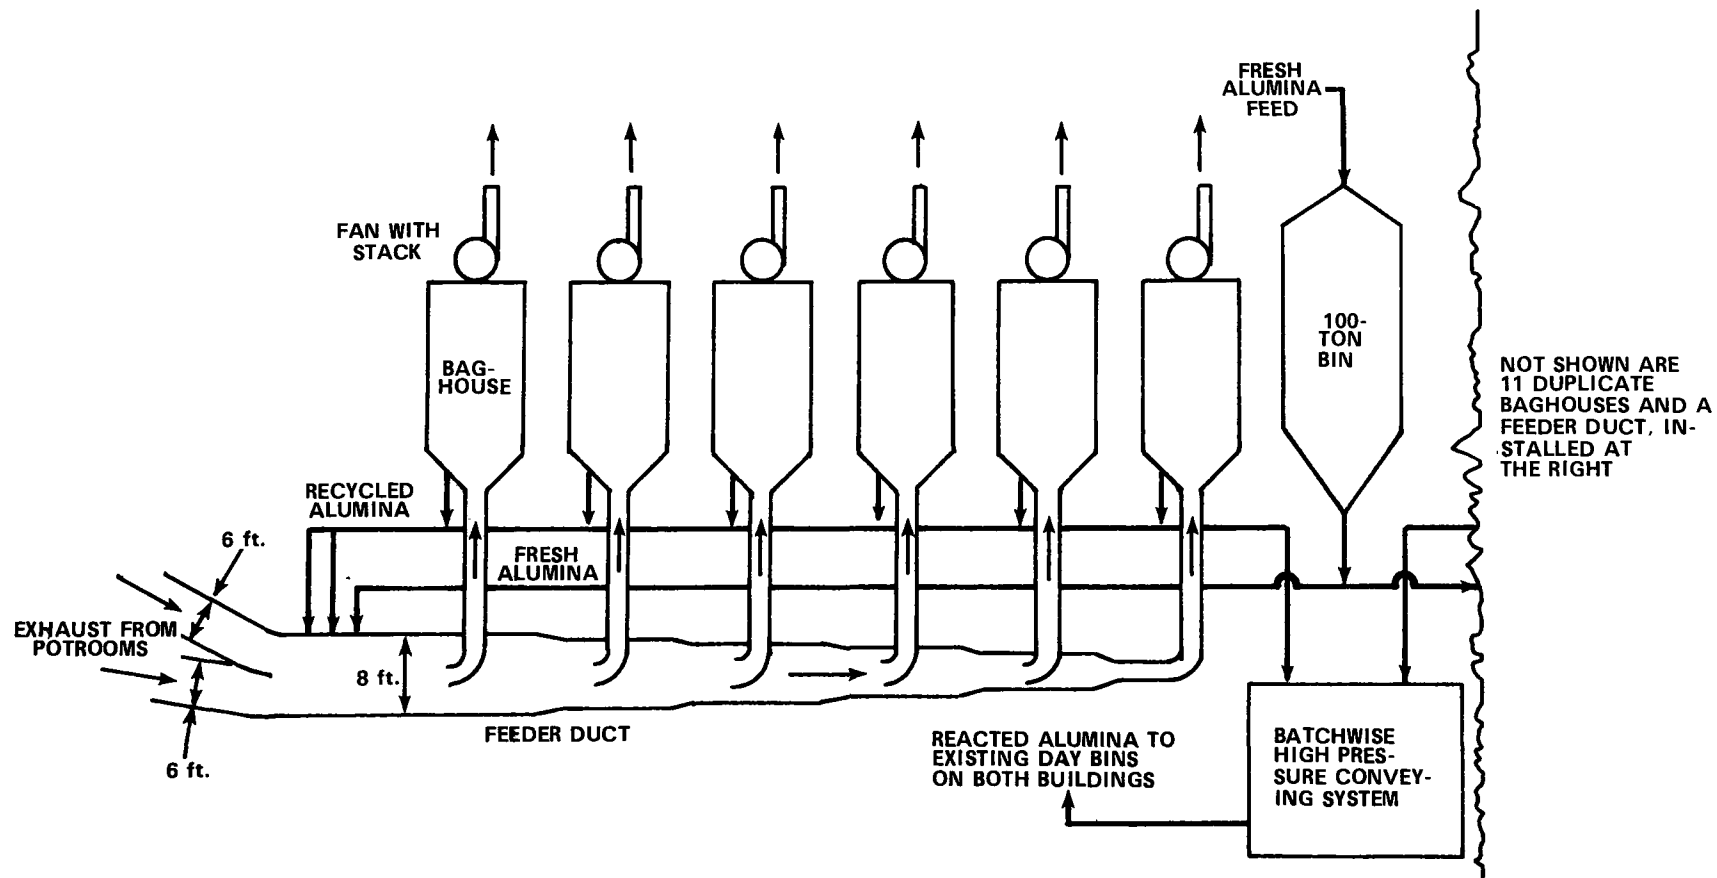 FRESH
ALUMINA
FEED
FAN WITH
STACK
100-
TON
BIN
BAG-
HOUSE
NOT SHOWN ARE
11 DUPLICATE
BAGHOUSES AND A
FEEDER DUCT, IN-
STALLED AT
THE RIGHT
RECYCLED
ALUMINA
6 ft.
FRESH
ALUMINA
EXHAUST FROM
POTROOMS
8 ft.
6 ft.
FEEDER DUCT
REACTED ALUMINA TO
EXISTING DAY BINS
ON BOTH BUILDINGS
BATCHWISE
HIGH PRES-
SURE CONVEY-
ING SYSTEM